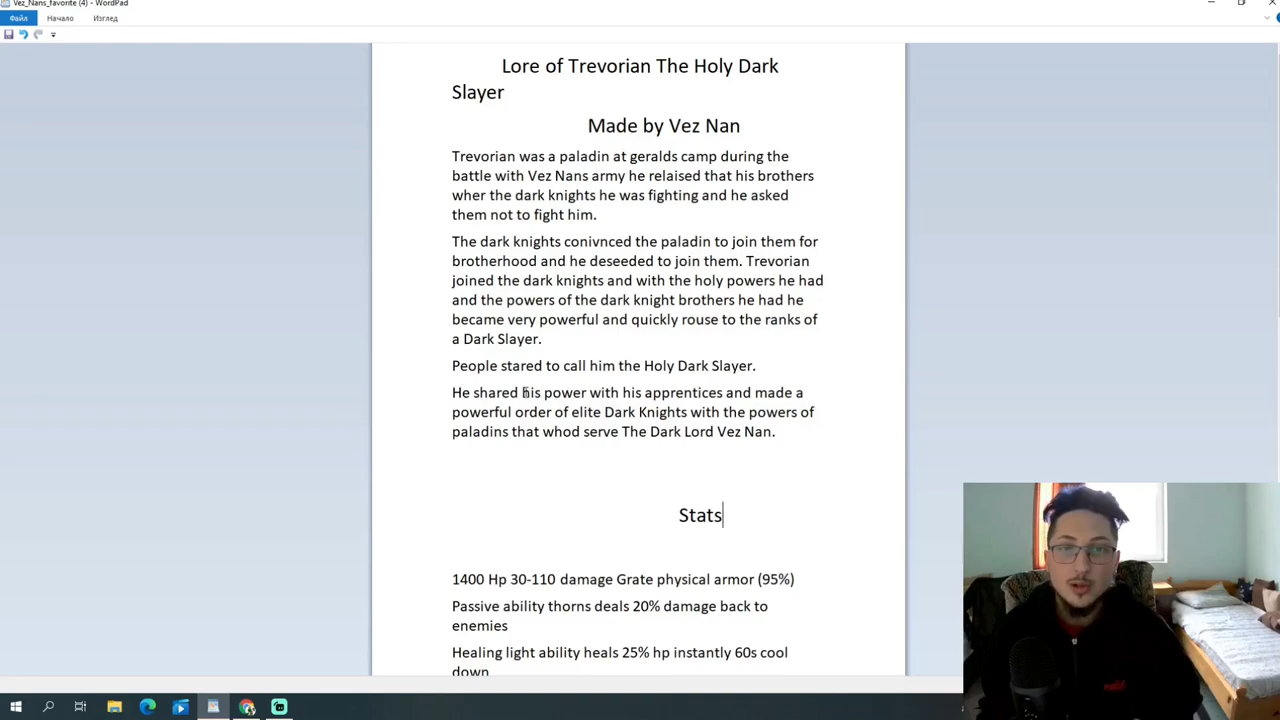 Vez_Nans_favorite (4) - WordPad
Файл Начало Изглед
Lore of Trevorian The Holy Dark
Slayer
Made by Vez Nan
Trevorian was a paladin at geralds camp during the
battle with Vez Nans army he relaised that his brothers
wher the dark knights he was fighting and he asked
them not to fight him.
The dark knights conivnced the paladin to join them for
brotherhood and he deseeded to join them. Trevorian
joined the dark knights and with the holy powers he had
and the powers of the dark knight brothers he had he
became very powerful and quickly rouse to the ranks of
a Dark Slayer.
People stared to call him the Holy Dark Slayer.
He shared his power with his apprentices and made a
powerful order of elite Dark Knights with the powers of
paladins that whod serve The Dark Lord Vez Nan.
Stats
1400 Hp 30-110 damage Grate physical armor (95%)
Passive ability thorns deals 20% damage back to
enemies
Healing light ability heals 25% hp instantly 60s cool
down